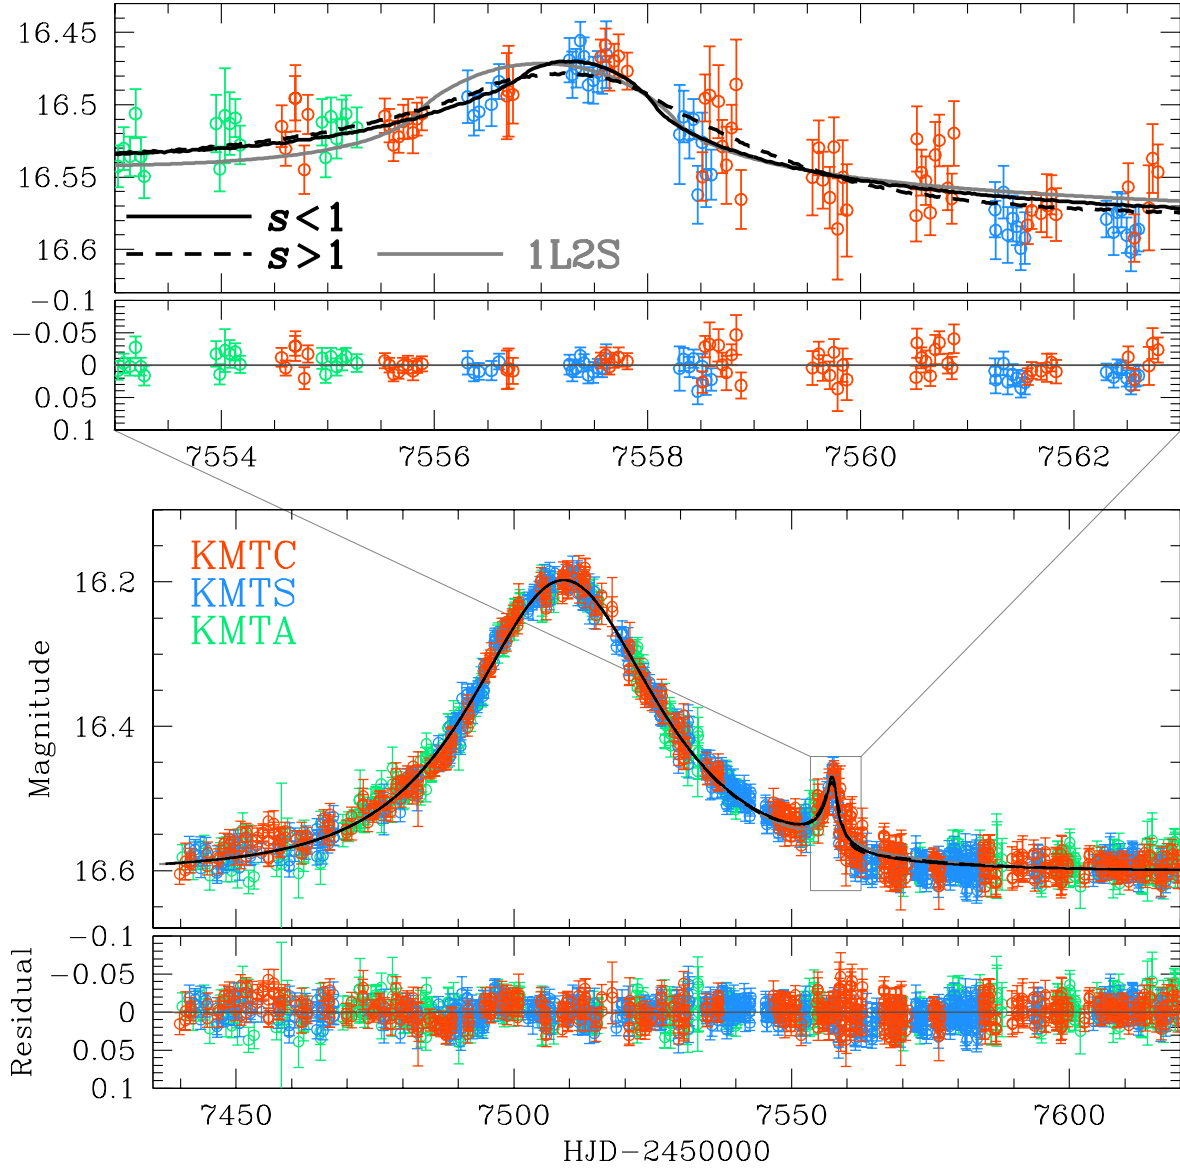 16.45
16.5
16.55
16.6
s<1
s>1
1L2S
−0.1
−0.05
0
0.05
0.1
7554 7556 7558 7560 7562
KMTC
KMTS
KMTA
16.2
16.4
16.6
Magnitude
−0.1
−0.05
0
0.05
0.1
Residual
7450 7500 7550 7600
HJD−2450000